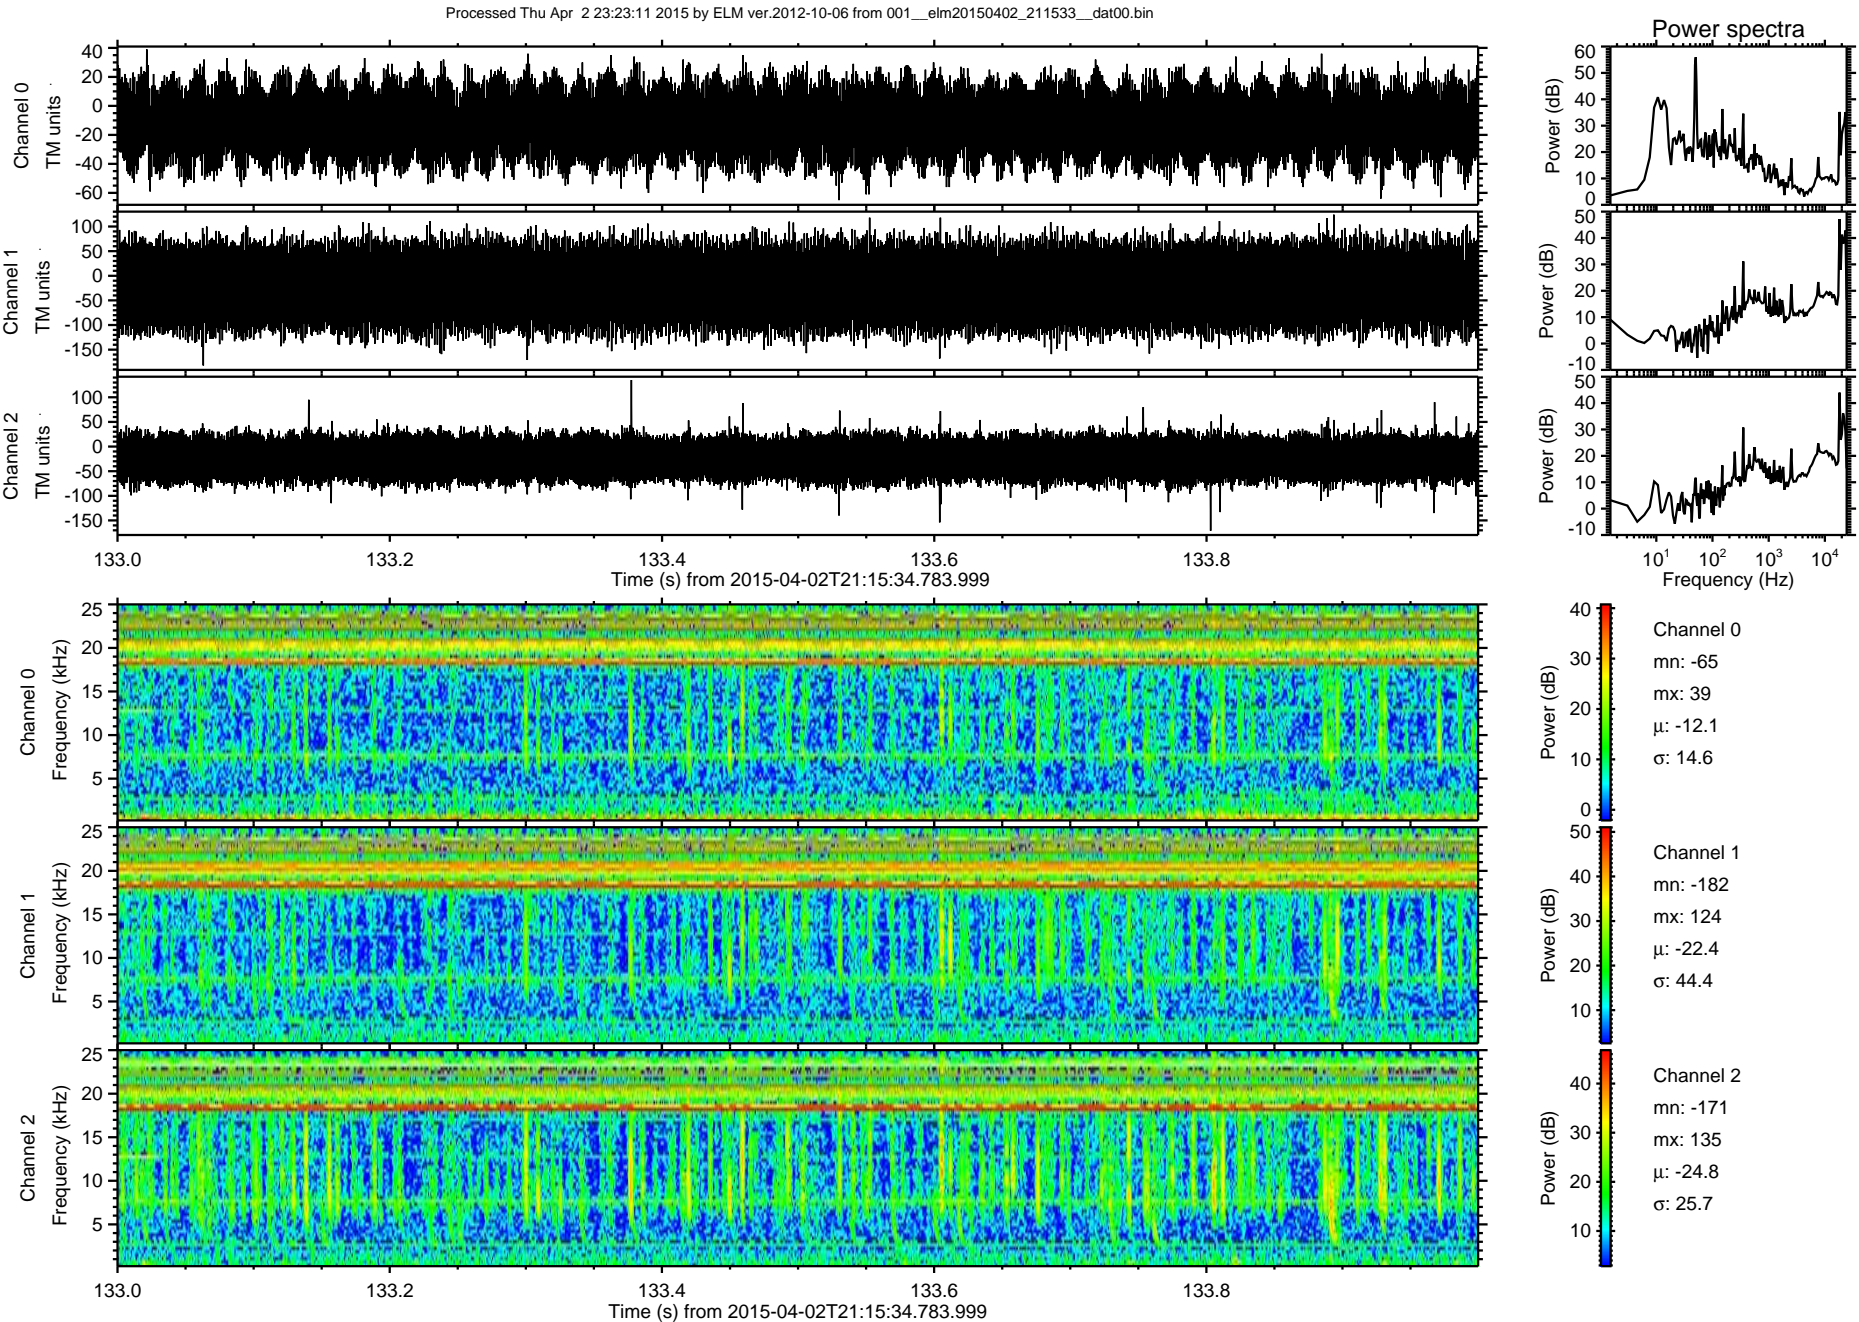 Processed Thu Apr  2 23:23:11 2015 by ELM ver.2012-10-06 from 001__elm20150402_211533__dat00.bin
Power spectra
Channel 0
TM units
40
20
0
-20
-40
-60
Power (dB)
60
50
40
30
20
10
0
Channel 1
TM units
100
50
0
-50
-100
-150
Power (dB)
50
40
30
20
10
0
-10
Channel 2
TM units
100
50
0
-50
-100
-150
Power (dB)
50
40
30
20
10
0
-10
133.0 133.2 133.4 133.6 133.8
Time (s) from 2015-04-02T21:15:34.783.999
10¹ 10² 10³ 10⁴
Frequency (Hz)
Channel 0
Frequency (kHz)
25
20
15
10
5
Power (dB)
40
30
20
10
0
Channel 0
mn: -65
mx: 39
μ: -12.1
σ: 14.6
Channel 1
Frequency (kHz)
25
20
15
10
5
Power (dB)
50
40
30
20
10
Channel 1
mn: -182
mx: 124
μ: -22.4
σ: 44.4
Channel 2
Frequency (kHz)
25
20
15
10
5
Power (dB)
40
30
20
10
Channel 2
mn: -171
mx: 135
μ: -24.8
σ: 25.7
133.0 133.2 133.4 133.6 133.8
Time (s) from 2015-04-02T21:15:34.783.999